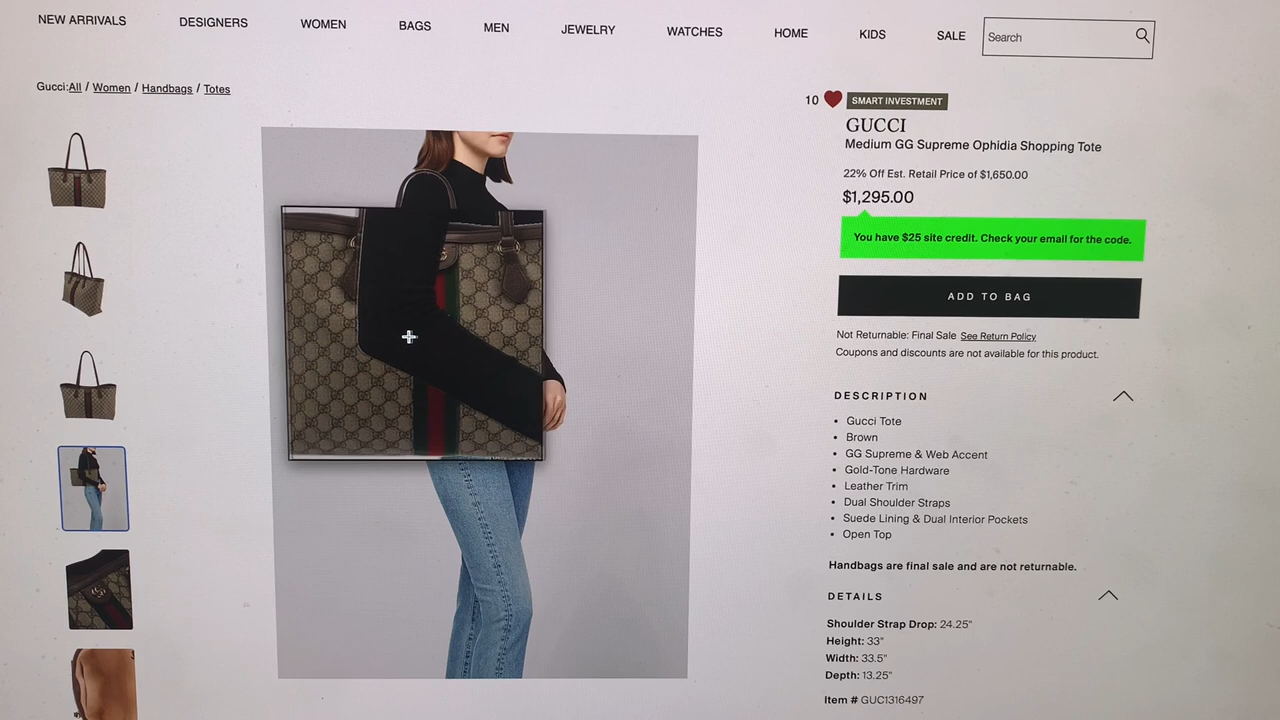 NEW ARRIVALS DESIGNERS WOMEN BAGS MEN JEWELRY WATCHES HOME KIDS SALE Search
Gucci:All / Women / Handbags / Totes
10 SMART INVESTMENT
GUCCI
Medium GG Supreme Ophidia Shopping Tote
22% Off Est. Retail Price of $1,650.00
$1,295.00
You have $25 site credit. Check your email for the code.
ADD TO BAG
Not Returnable: Final Sale See Return Policy
Coupons and discounts are not available for this product.
DESCRIPTION
• Gucci Tote
• Brown
• GG Supreme & Web Accent
• Gold-Tone Hardware
• Leather Trim
• Dual Shoulder Straps
• Suede Lining & Dual Interior Pockets
• Open Top
Handbags are final sale and are not returnable.
DETAILS
Shoulder Strap Drop: 24.25"
Height: 33"
Width: 33.5"
Depth: 13.25"
Item # GUC1316497